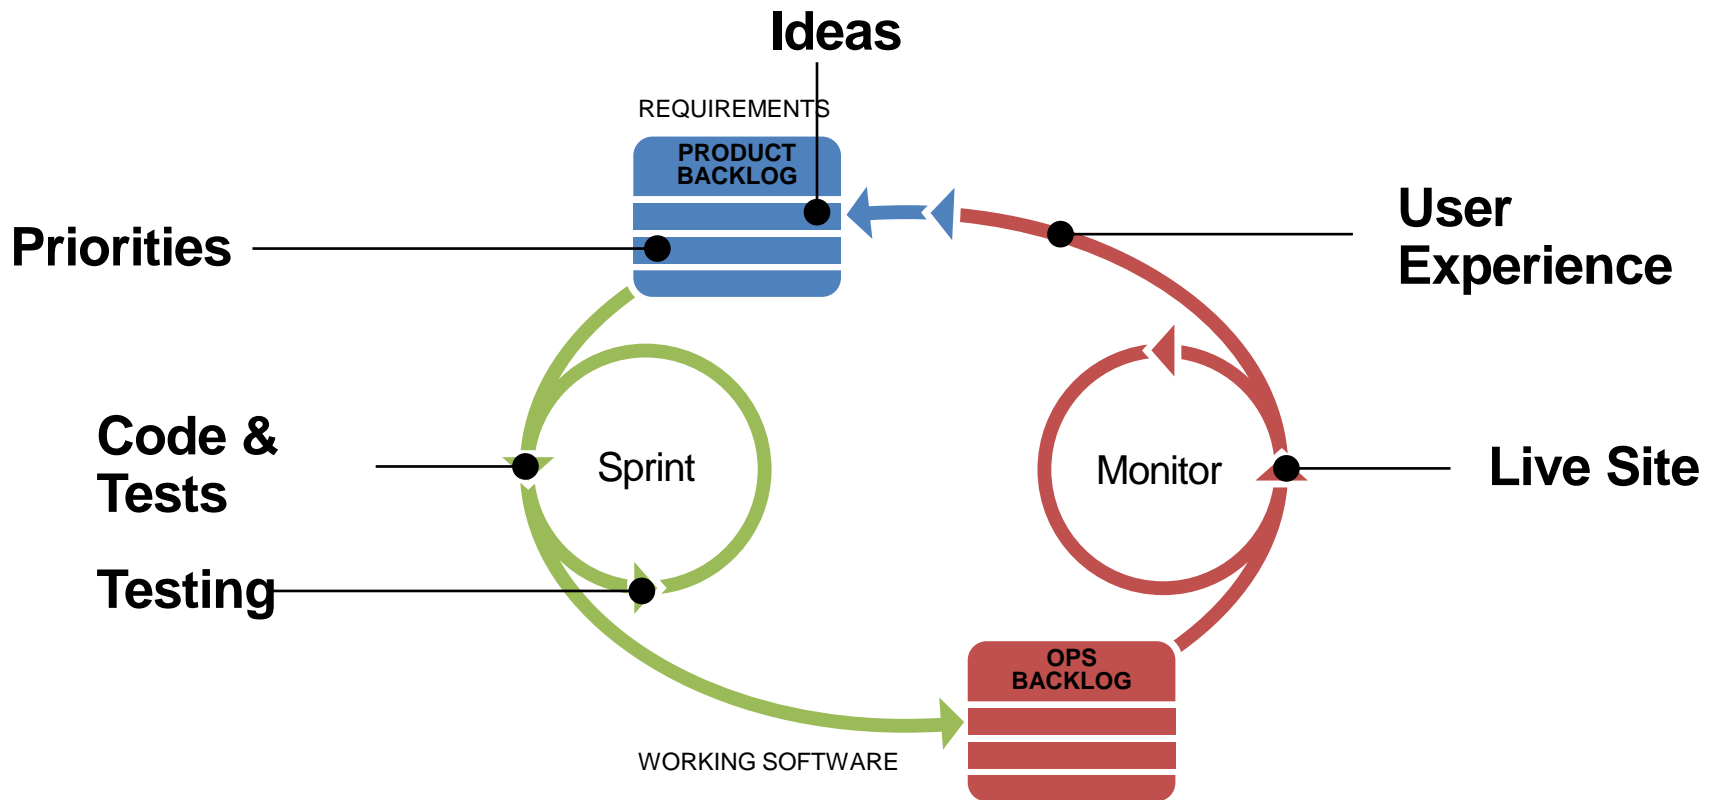 Ideas
REQUIREMENTS
PRODUCT
BACKLOG
User
Experience
Priorities
Code &
Tests
Sprint
Monitor
Live Site
Testing
OPS
BACKLOG
WORKING SOFTWARE